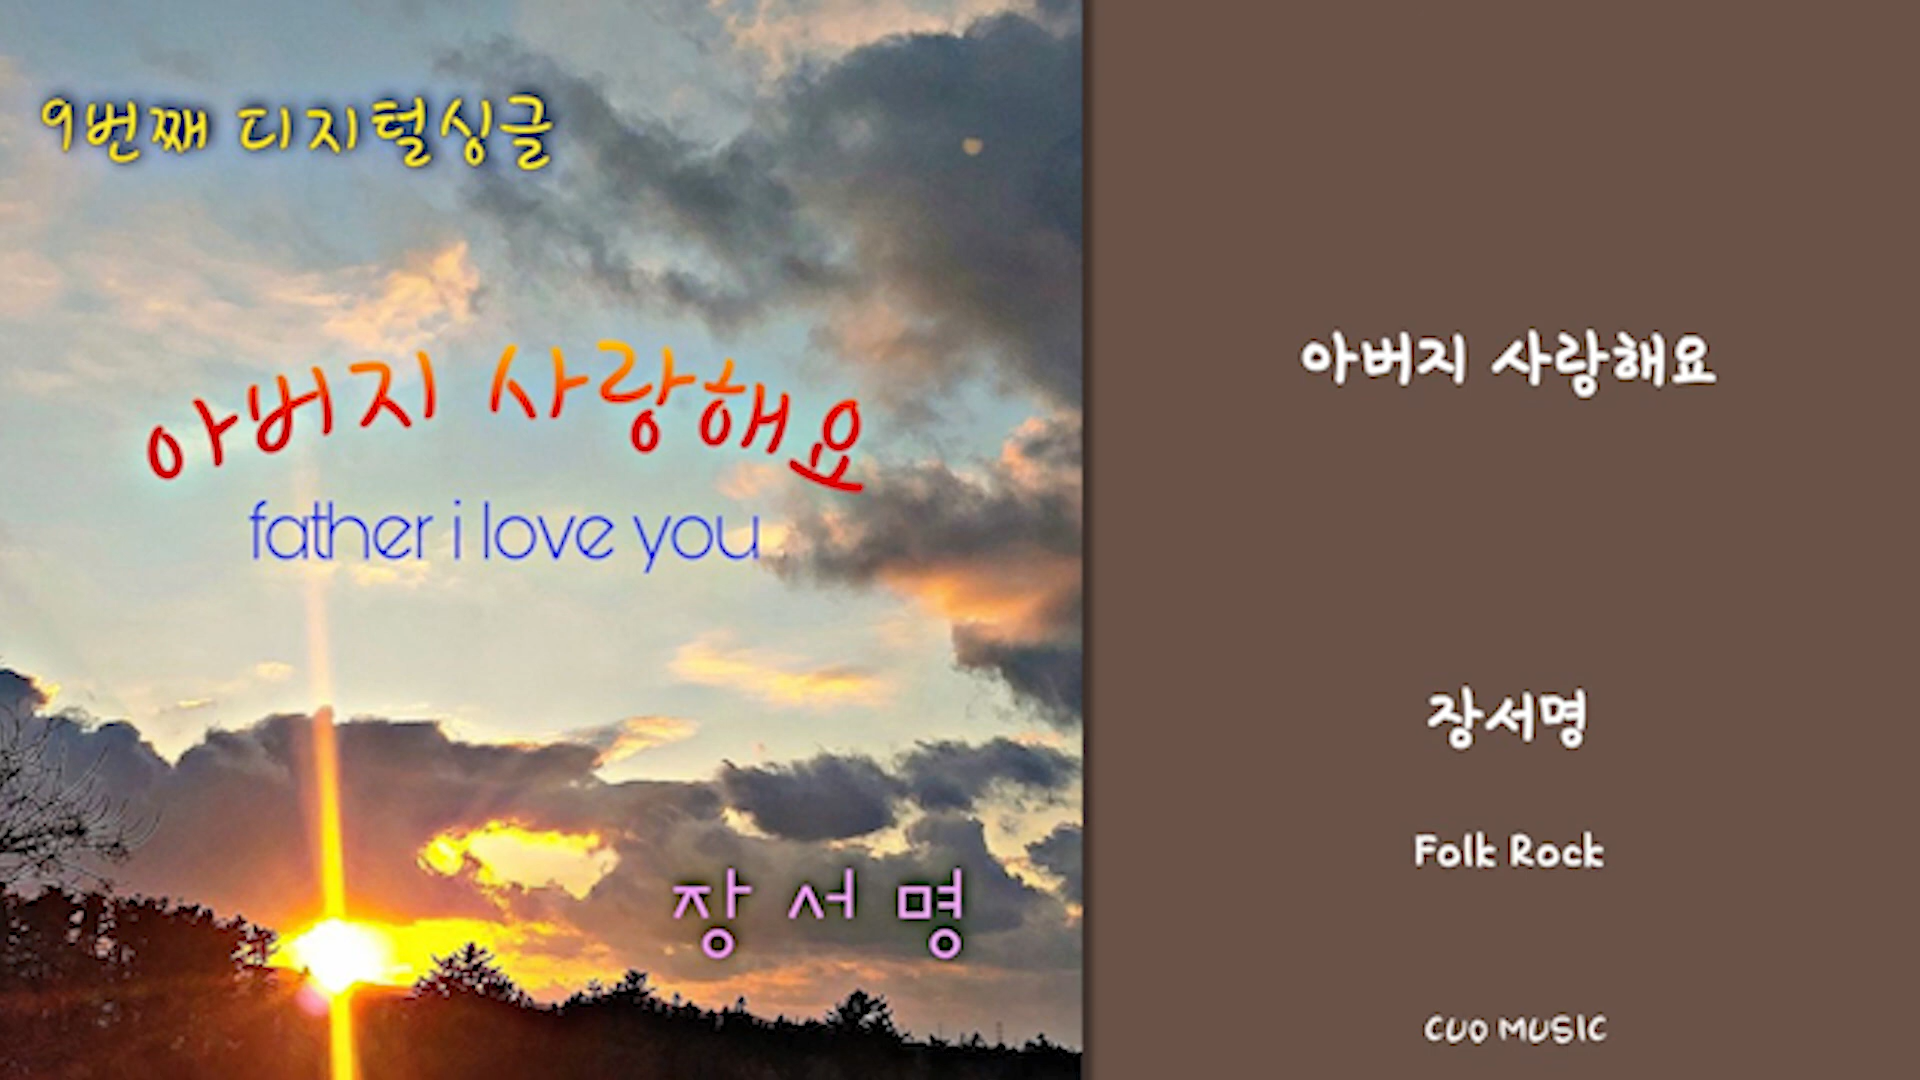 9번째 디지털싱글
아버지 사랑해요
father i love you
장 서 명
아버지 사랑해요
장서명
Folk Rock
CUO MUSIC